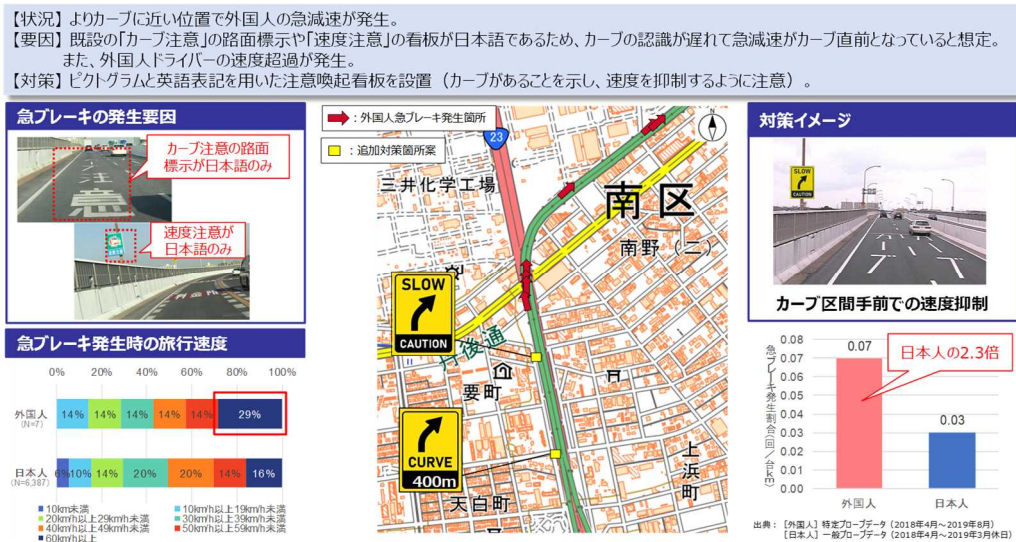 【状況】よりカーブに近い位置で外国人の急減速が発生。
【要因】既設の「カーブ注意」の路面標示や「速度注意」の看板が日本語であるため、カーブの認識が遅れて急減速がカーブ直前となっていると想定。
また、外国人ドライバーの速度超過が発生。
【対策】ピクトグラムと英語表記を用いた注意喚起看板を設置（カーブがあることを示し、速度を抑制するように注意）。
急ブレーキの発生要因
カーブ注意の路面
標示が日本語のみ
注意
速度注意が
日本語のみ
急ブレーキ発生時の旅行速度
0% 20% 40% 60% 80% 100%
外国人
(N=7)
14% 14% 14% 14% 14% 29%
日本人
(N=6,387)
6% 10% 14% 20% 20% 14% 16%
10km未満
10km/h以上19km/h未満
20km/h以上29km/h未満
30km/h以上39km/h未満
40km/h以上49km/h未満
50km/h以上59km/h未満
60km/h以上
：外国人急ブレーキ発生箇所
：追加対策箇所案
N
23
三井化学工場
南区
南野（二）
SLOW
CAUTION
丹後通
要町
CURVE
400m
天白町
上浜町
対策イメージ
SLOW
カーブ
カーブ区間手前での速度抑制
急ブレーキ発生割合(回/台km)
0.08
0.07
0.06
0.05
0.04
0.03
0.02
0.01
0.00
0.07
0.03
日本人の2.3倍
外国人
日本人
出典：［外国人］特定プローブデータ（2018年4月～2019年8月）
［日本人］一般プローブデータ（2018年4月～2019年3月休日）